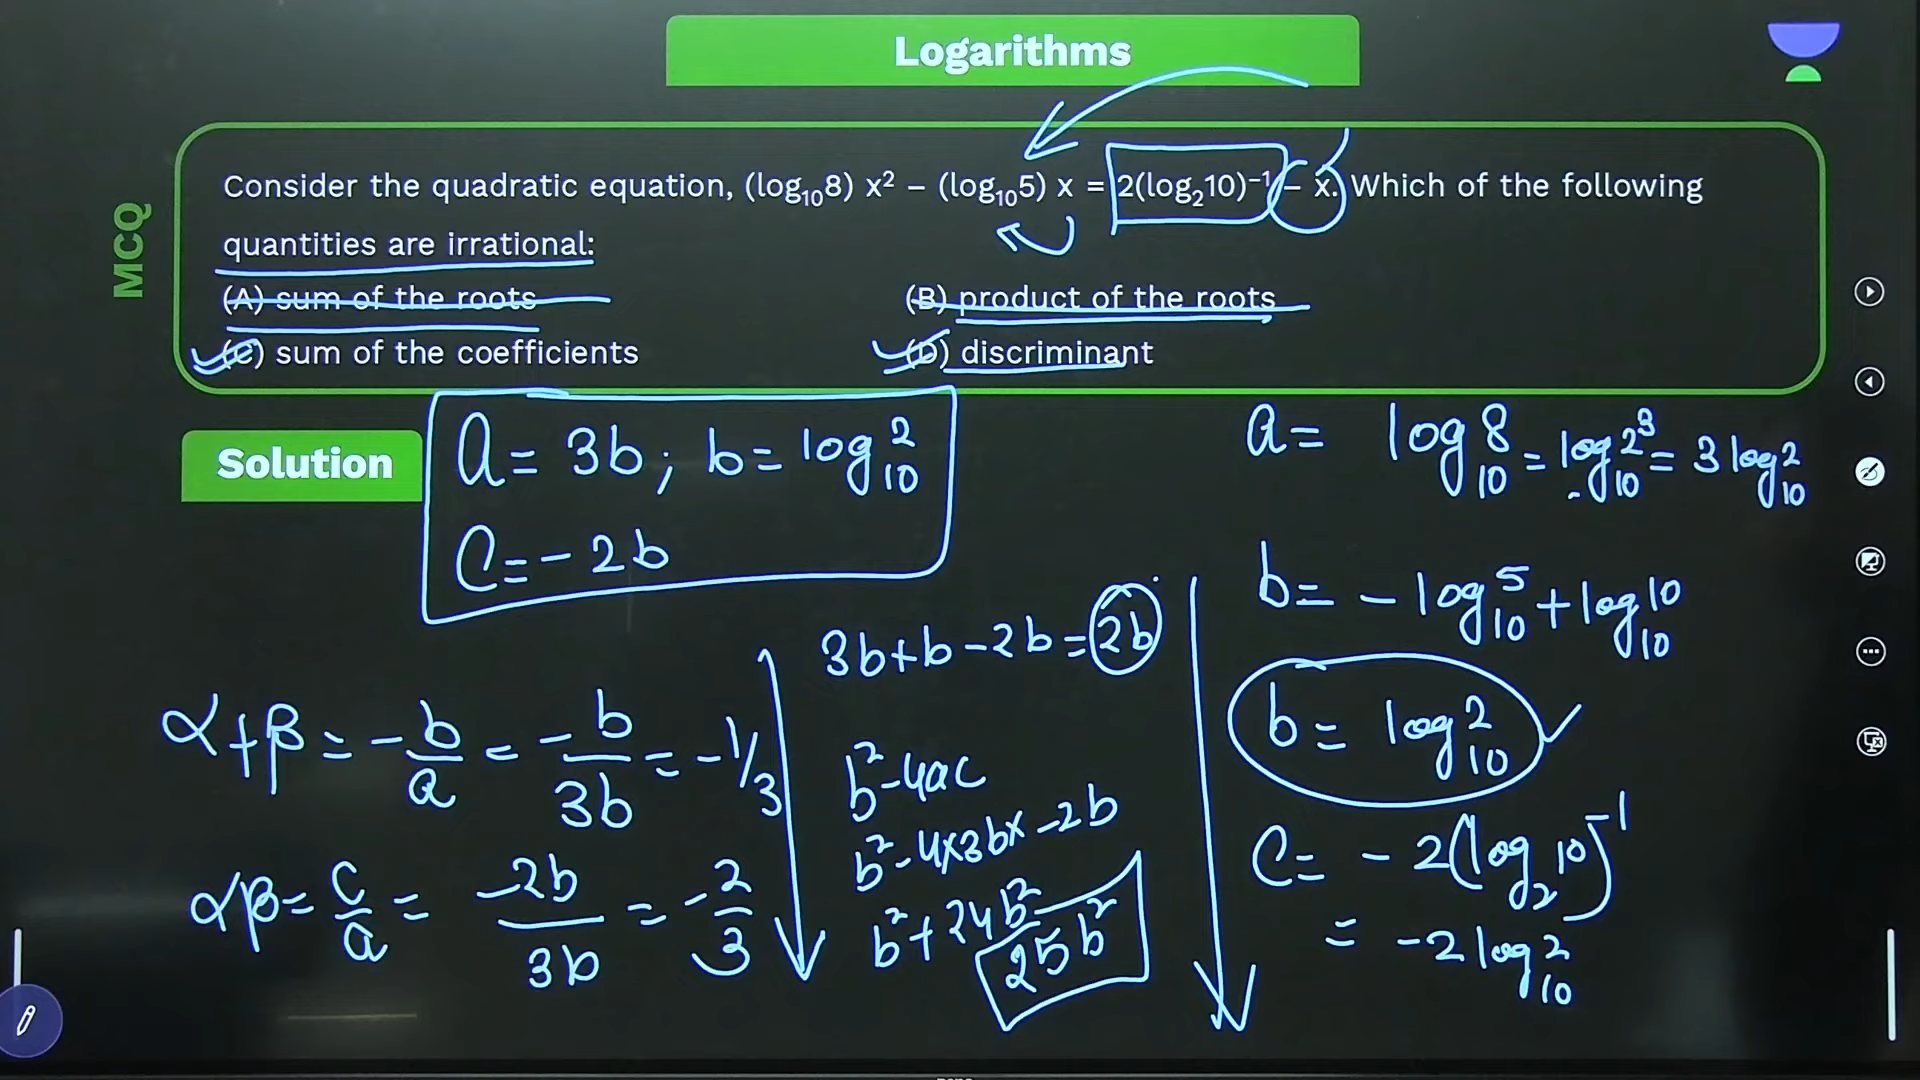 Logarithms
MCQ
Consider the quadratic equation, (log₁₀8) x² – (log₁₀5) x = 2(log₂10)⁻¹ – x. Which of the following
quantities are irrational:
(A) sum of the roots
(B) product of the roots
(C) sum of the coefficients
(D) discriminant
Solution
a = 3b ; b = log₁₀2
c = -2b
a = log₁₀8 = log₁₀2³ = 3 log₁₀2
b = - log₁₀5 + log₁₀10
b = log₁₀2
c = - 2(log₂10)⁻¹
= -2 log₁₀2
3b+b-2b=2b
b²-4ac
b²-4×3b×-2b
b²+24b²
25b²
α+β = -b/a = -b/3b = -1/3
αβ = c/a = -2b/3b = -2/3